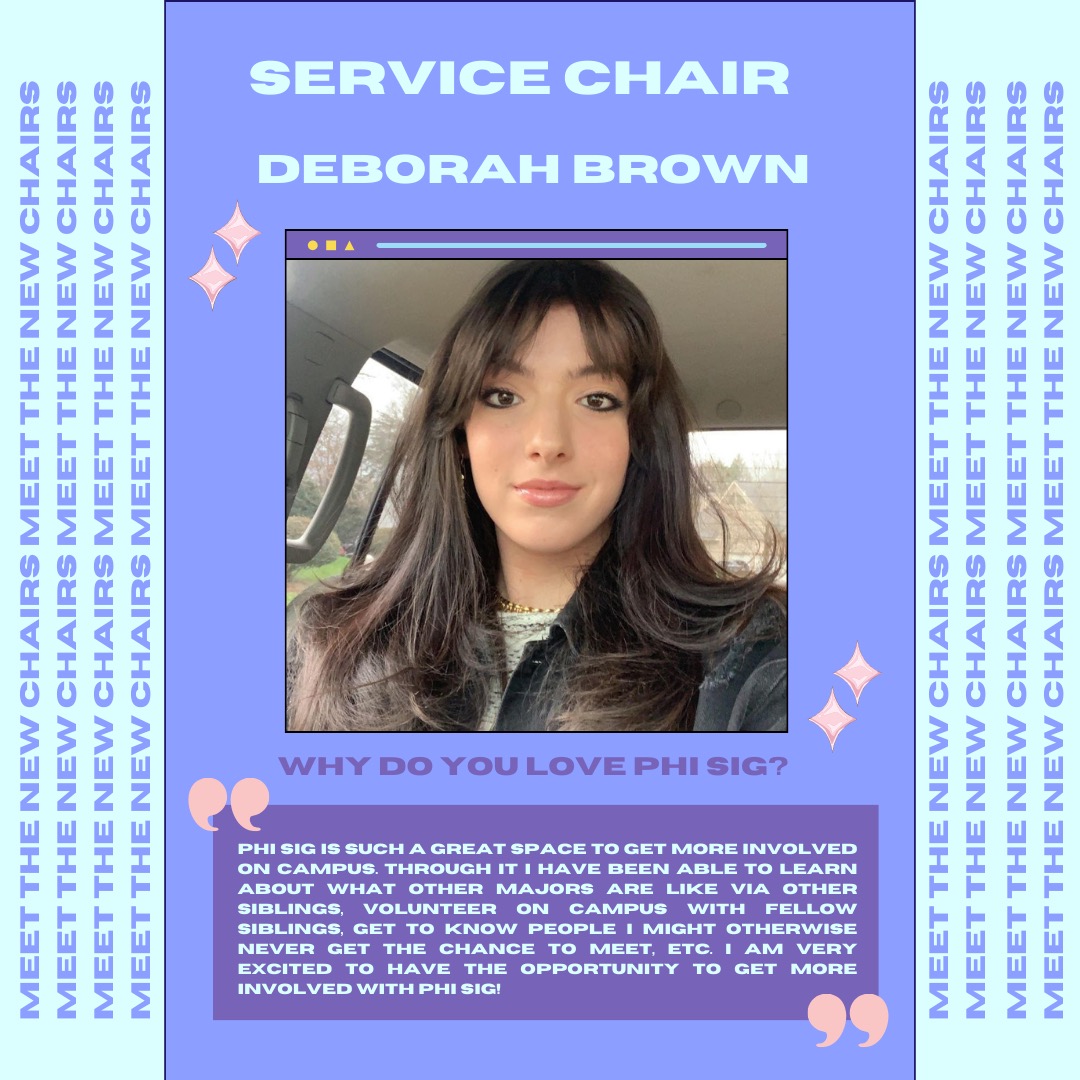 SERVICE CHAIR
DEBORAH BROWN
WHY DO YOU LOVE PHI SIG?
PHI SIG IS SUCH A GREAT SPACE TO GET MORE INVOLVED
ON CAMPUS. THROUGH IT I HAVE BEEN ABLE TO LEARN
ABOUT WHAT OTHER MAJORS ARE LIKE VIA OTHER
SIBLINGS, VOLUNTEER ON CAMPUS WITH FELLOW
SIBLINGS, GET TO KNOW PEOPLE I MIGHT OTHERWISE
NEVER GET THE CHANCE TO MEET, ETC. I AM VERY
EXCITED TO HAVE THE OPPORTUNITY TO GET MORE
INVOLVED WITH PHI SIG!
MEET THE NEW CHAIRS MEET THE NEW CHAIRS
MEET THE NEW CHAIRS MEET THE NEW CHAIRS
MEET THE NEW CHAIRS MEET THE NEW CHAIRS
MEET THE NEW CHAIRS MEET THE NEW CHAIRS
MEET THE NEW CHAIRS MEET THE NEW CHAIRS
MEET THE NEW CHAIRS MEET THE NEW CHAIRS
MEET THE NEW CHAIRS MEET THE NEW CHAIRS
MEET THE NEW CHAIRS MEET THE NEW CHAIRS